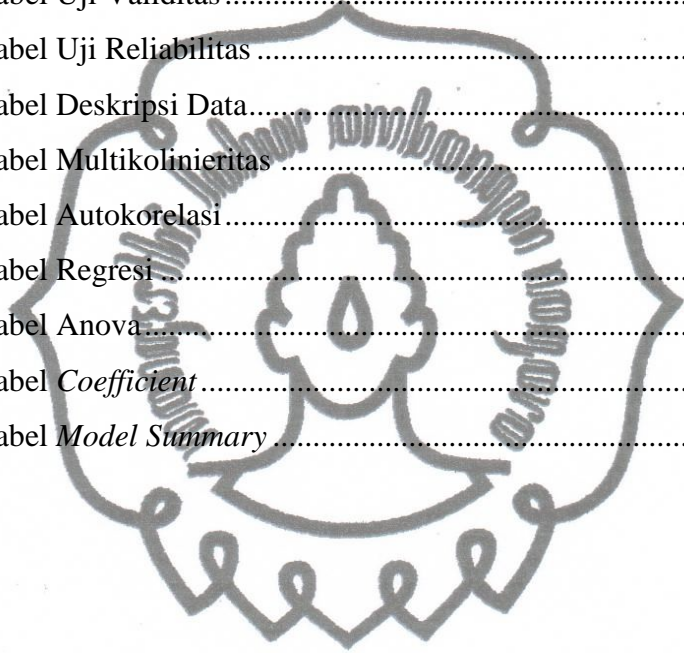 abel Uji Validitas ................................................................
abel Uji Reliabilitas ............................................................
abel Deskripsi Data............................................................
abel Multikolinieritas .........................................................
abel Autokorelasi................................................................
abel Regresi .......................................................................
abel Anova..........................................................................
abel Coefficient ..................................................................
abel Model Summary .........................................................